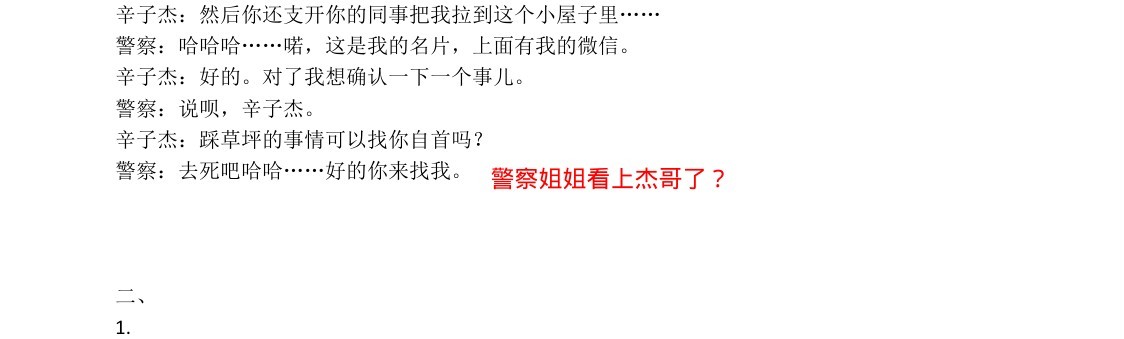 辛子杰：然后你还支开你的同事把我拉到这个小屋子里……
警察：哈哈哈……喏，这是我的名片，上面有我的微信。
辛子杰：好的。对了我想确认一下一个事儿。
警察：说呗，辛子杰。
辛子杰：踩草坪的事情可以找你自首吗？
警察：去死吧哈哈……好的你来找我。 警察姐姐看上杰哥了？
二、
1.